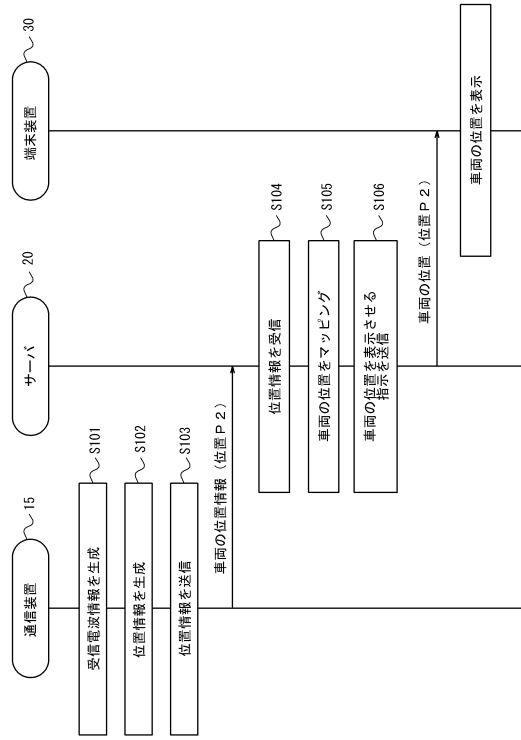 通信装置
15
サーバ
20
端末装置
30
受信電波情報を生成
S101
位置情報を生成
S102
位置情報を送信
S103
車両の位置情報（位置Ｐ２）
位置情報を受信
S104
車両の位置をマッピング
S105
車両の位置を表示させる
指示を送信
S106
車両の位置（位置Ｐ２）
車両の位置を表示